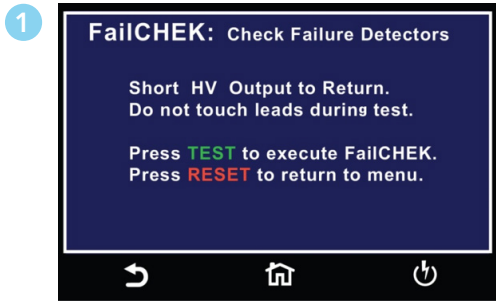 1
FailCHEK: Check Failure Detectors
Short HV Output to Return.
Do not touch leads during test.
Press TEST to execute FailCHEK.
Press RESET to return to menu.